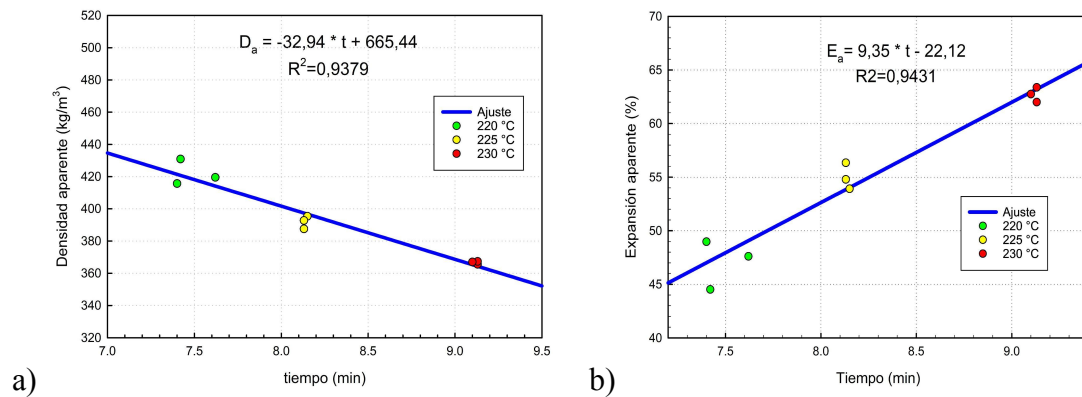 520
500
480
460
440
420
400
380
360
340
320
Densidad aparente (kg/m³)
Dₐ = -32,94 * t + 665,44
R²=0,9379
Ajuste
220 °C
225 °C
230 °C
7.0 7.5 8.0 8.5 9.0 9.5
tiempo (min)
a)
70
65
60
55
50
45
40
Expansión aparente (%)
Eₐ= 9,35 * t - 22,12
R2=0,9431
Ajuste
220 °C
225 °C
230 °C
7.5 8.0 8.5 9.0
Tiempo (min)
b)